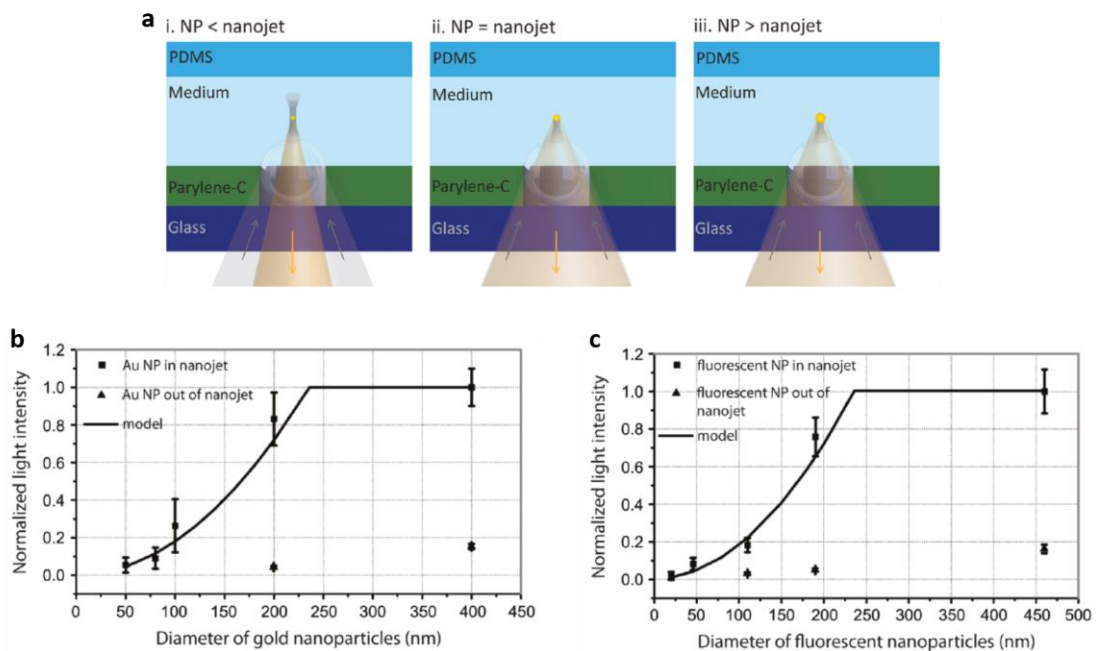 a
i. NP < nanojet
ii. NP = nanojet
iii. NP > nanojet
PDMS
PDMS
PDMS
Medium
Medium
Medium
Parylene-C
Parylene-C
Parylene-C
Glass
Glass
Glass
b
1.2
1.0
0.8
0.6
0.4
0.2
0.0
Normalized light intensity
Au NP in nanojet
Au NP out of nanojet
model
0 50 100 150 200 250 300 350 400 450
Diameter of gold nanoparticles (nm)
c
1.2
1.0
0.8
0.6
0.4
0.2
0.0
Normalized light intensity
fluorescent NP in nanojet
fluorescent NP out of
nanojet
model
0 50 100 150 200 250 300 350 400 450 500
Diameter of fluorescent nanoparticles (nm)